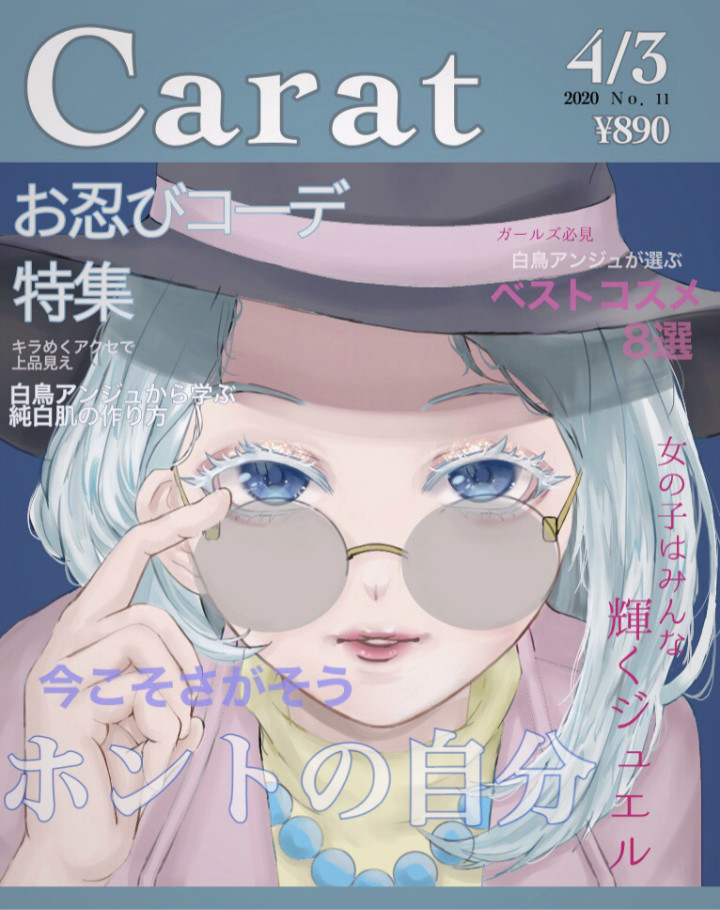 Carat
4/3
2020 No. 11
¥890
お忍びコーデ
特集
キラめくアクセで
上品見え
白鳥アンジュから学ぶ
純白肌の作り方
ガールズ必見
白鳥アンジュが選ぶ
ベストコスメ
8選
女の子はみんな
輝くジュエル
今こそさがそう
ホントの自分